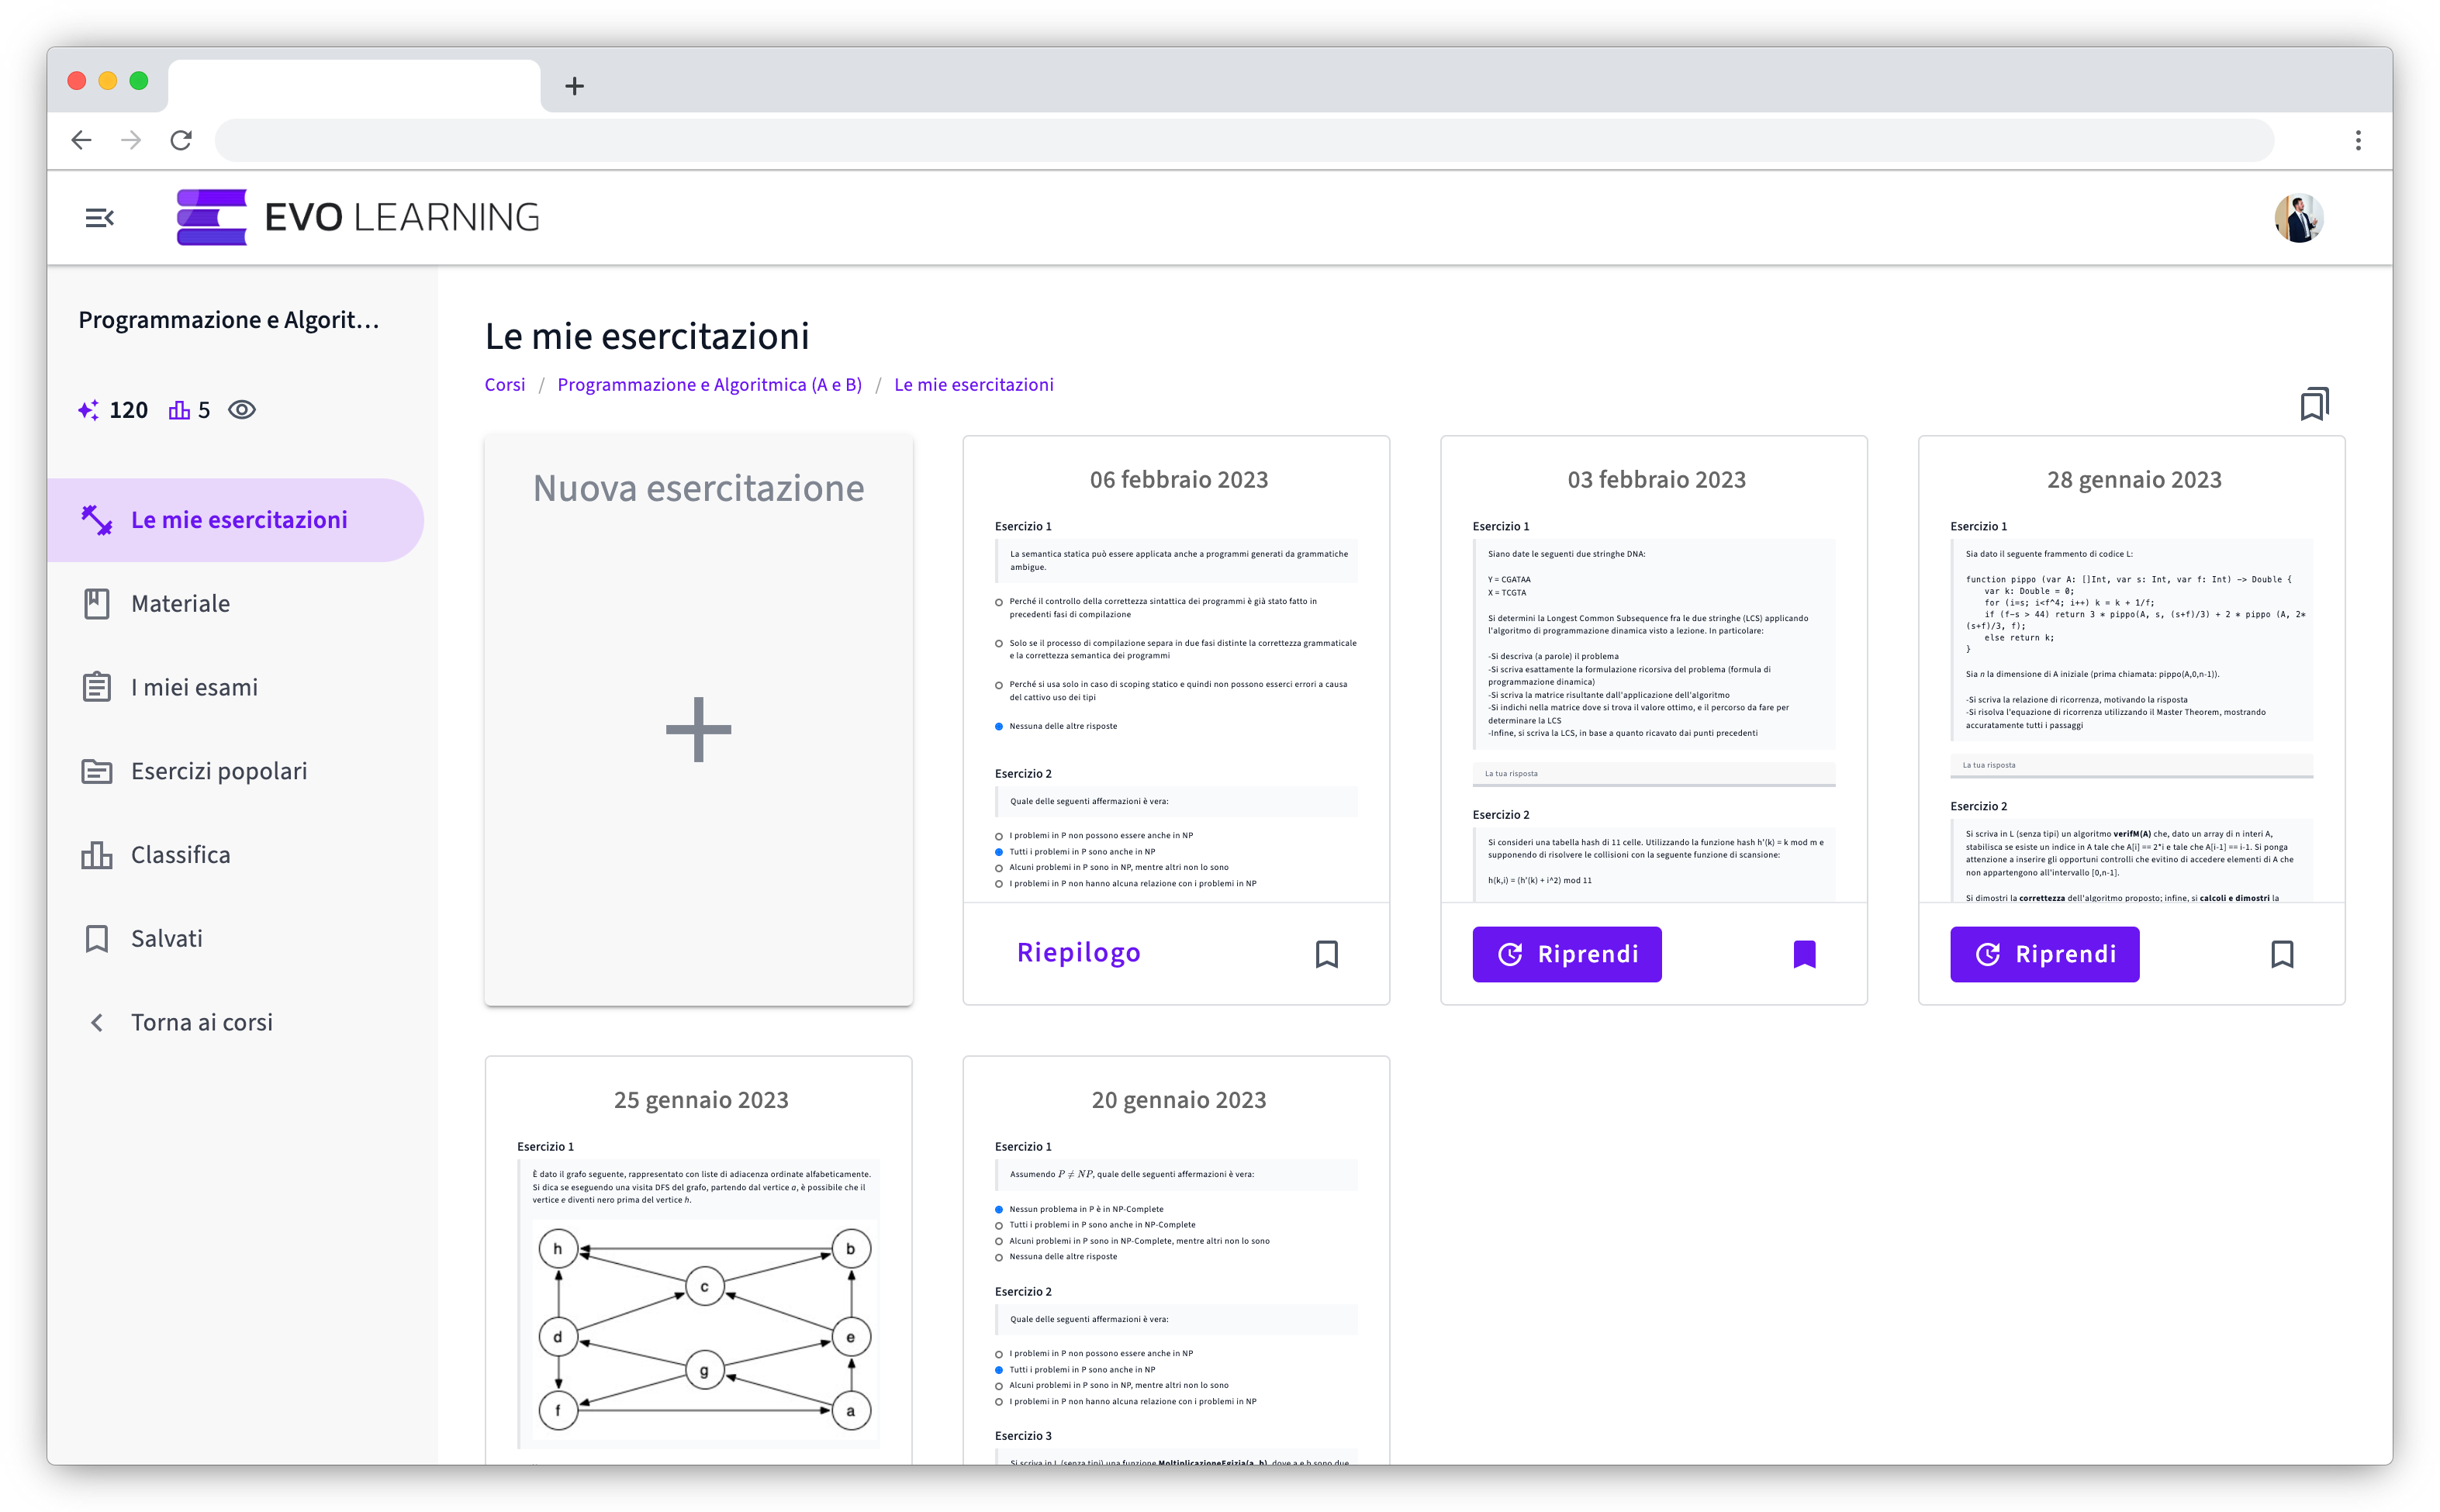 EVO LEARNING
Programmazione e Algorit...
120 5
Le mie esercitazioni
Materiale
I miei esami
Esercizi popolari
Classifica
Salvati
Torna ai corsi
Le mie esercitazioni
Corsi / Programmazione e Algoritmica (A e B) / Le mie esercitazioni
Nuova esercitazione
06 febbraio 2023
Esercizio 1
La semantica statica può essere applicata anche a programmi generati da grammatiche
ambigue.
Perché il controllo della correttezza sintattica dei programmi è già stato fatto in
precedenti fasi di compilazione
Solo se il processo di compilazione separa in due fasi distinte la correttezza grammaticale
e la correttezza semantica dei programmi
Perché si usa solo in caso di scoping statico e quindi non possono esserci errori a causa
del cattivo uso dei tipi
Nessuna delle altre risposte
Esercizio 2
Quale delle seguenti affermazioni è vera:
I problemi in P non possono essere anche in NP
Tutti i problemi in P sono anche in NP
Alcuni problemi in P sono in NP, mentre altri non lo sono
I problemi in P non hanno alcuna relazione con i problemi in NP
Riepilogo
03 febbraio 2023
Esercizio 1
Siano date le seguenti due stringhe DNA:
Y = CGATAA
X = TCGTA
Si determini la Longest Common Subsequence fra le due stringhe (LCS) applicando
l'algoritmo di programmazione dinamica visto a lezione. In particolare:
-Si descriva (a parole) il problema
-Si scriva esattamente la formulazione ricorsiva del problema (formula di
programmazione dinamica)
-Si scriva la matrice risultante dall'applicazione dell'algoritmo
-Si indichi nella matrice dove si trova il valore ottimo, e il percorso da fare per
determinare la LCS
-Infine, si scriva la LCS, in base a quanto ricavato dai punti precedenti
La tua risposta
Esercizio 2
Si consideri una tabella hash di 11 celle. Utilizzando la funzione hash h'(k) = k mod m e
supponendo di risolvere le collisioni con la seguente funzione di scansione:
h(k,i) = (h'(k) + i^2) mod 11
Riprendi
28 gennaio 2023
Esercizio 1
Sia dato il seguente frammento di codice L:
function pippo (var A: []Int, var s: Int, var f: Int) -> Double {
var k: Double = 0;
for (i=s; i<f^4; i++) k = k + 1/f;
if (f-s > 44) return 3 * pippo(A, s, (s+f)/3) + 2 * pippo (A, 2*
(s+f)/3, f);
else return k;
}
Sia n la dimensione di A iniziale (prima chiamata: pippo(A,0,n-1)).
-Si scriva la relazione di ricorrenza, motivando la risposta
-Si risolva l'equazione di ricorrenza utilizzando il Master Theorem, mostrando
accuratamente tutti i passaggi
La tua risposta
Esercizio 2
Si scriva in L (senza tipi) un algoritmo verifM(A) che, dato un array di n interi A,
stabilisca se esiste un indice in A tale che A[i] == 2*i e tale che A[i-1] == i-1. Si ponga
attenzione a inserire gli opportuni controlli che evitino di accedere elementi di A che
non appartengono all'intervallo [0,n-1].
Si dimostri la correttezza dell'algoritmo proposto; infine, si calcoli e dimostri la
Riprendi
25 gennaio 2023
Esercizio 1
È dato il grafo seguente, rappresentato con liste di adiacenza ordinate alfabeticamente.
Si dica se eseguendo una visita DFS del grafo, partendo dal vertice a, è possibile che il
vertice e diventi nero prima del vertice h.
h b
c
d e
g
f a
20 gennaio 2023
Esercizio 1
Assumendo P ≠ NP, quale delle seguenti affermazioni è vera:
Nessun problema in P è in NP-Complete
Tutti i problemi in P sono anche in NP-Complete
Alcuni problemi in P sono in NP-Complete, mentre altri non lo sono
Nessuna delle altre risposte
Esercizio 2
Quale delle seguenti affermazioni è vera:
I problemi in P non possono essere anche in NP
Tutti i problemi in P sono anche in NP
Alcuni problemi in P sono in NP, mentre altri non lo sono
I problemi in P non hanno alcuna relazione con i problemi in NP
Esercizio 3
Si scriva in L (senza tipi) una funzione MoltiplicazioneEgizia(a, b), dove a e b sono due